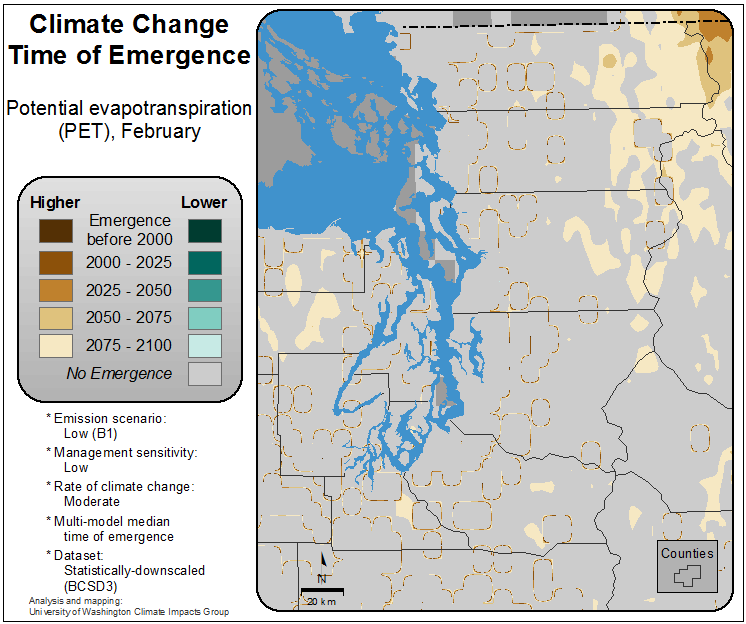 Climate Change
Time of Emergence
Potential evapotranspiration
(PET), February
Higher Lower
Emergence
before 2000
2000 - 2025
2025 - 2050
2050 - 2075
2075 - 2100
No Emergence
* Emission scenario:
Low (B1)
* Management sensitivity:
Low
* Rate of climate change:
Moderate
* Multi-model median
time of emergence
* Dataset:
Statistically-downscaled
(BCSD3)
Analysis and mapping:
University of Washington Climate Impacts Group
N
20 km
Counties